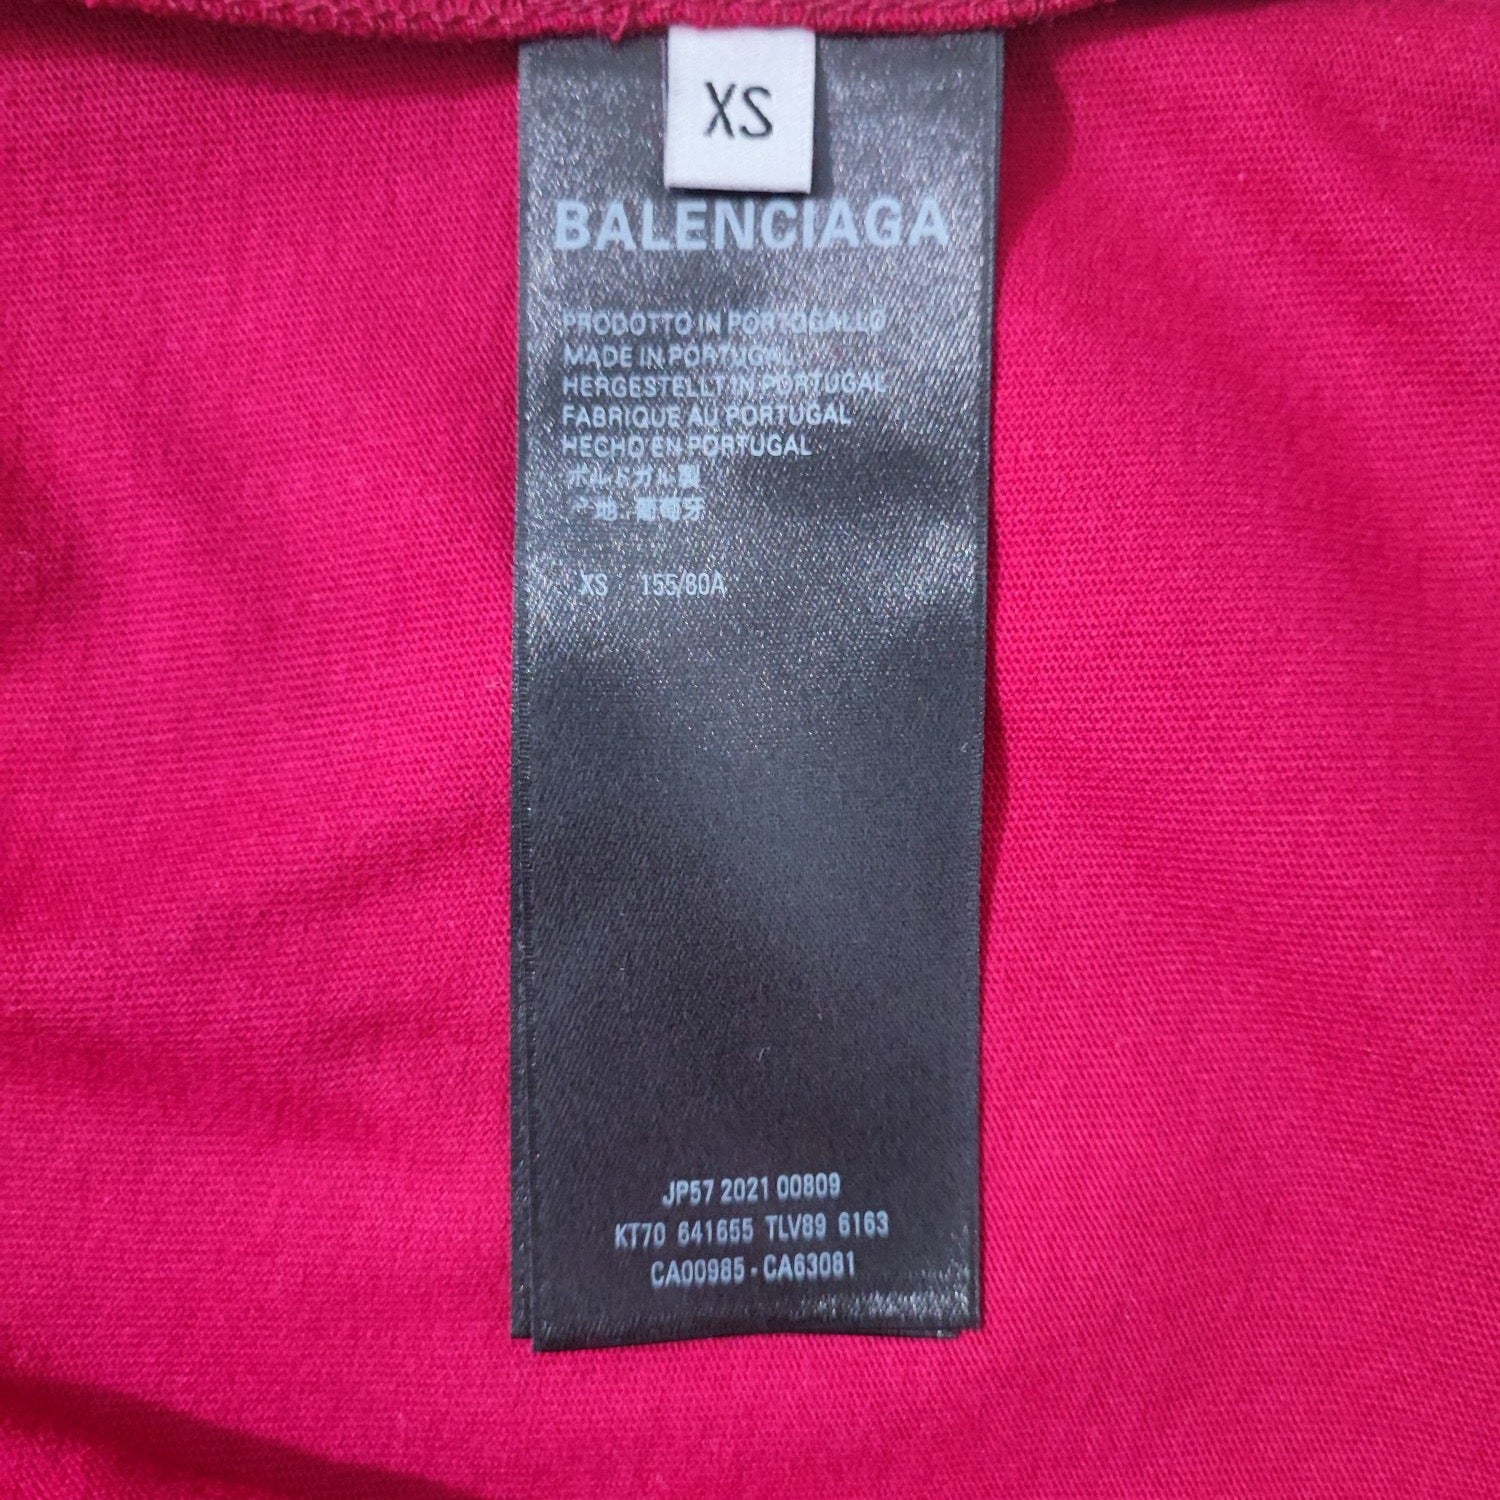 XS
BALENCIAGA
PRODOTTO IN PORTOGALLO
MADE IN PORTUGAL
HERGESTELLT IN PORTUGAL
FABRIQUE AU PORTUGAL
HECHO EN PORTUGAL
ポルトガル製
产地:葡萄牙
XS 155/80A
JP57 2021 00809
KT70 641655 TLV89 6163
CA00985 - CA63081